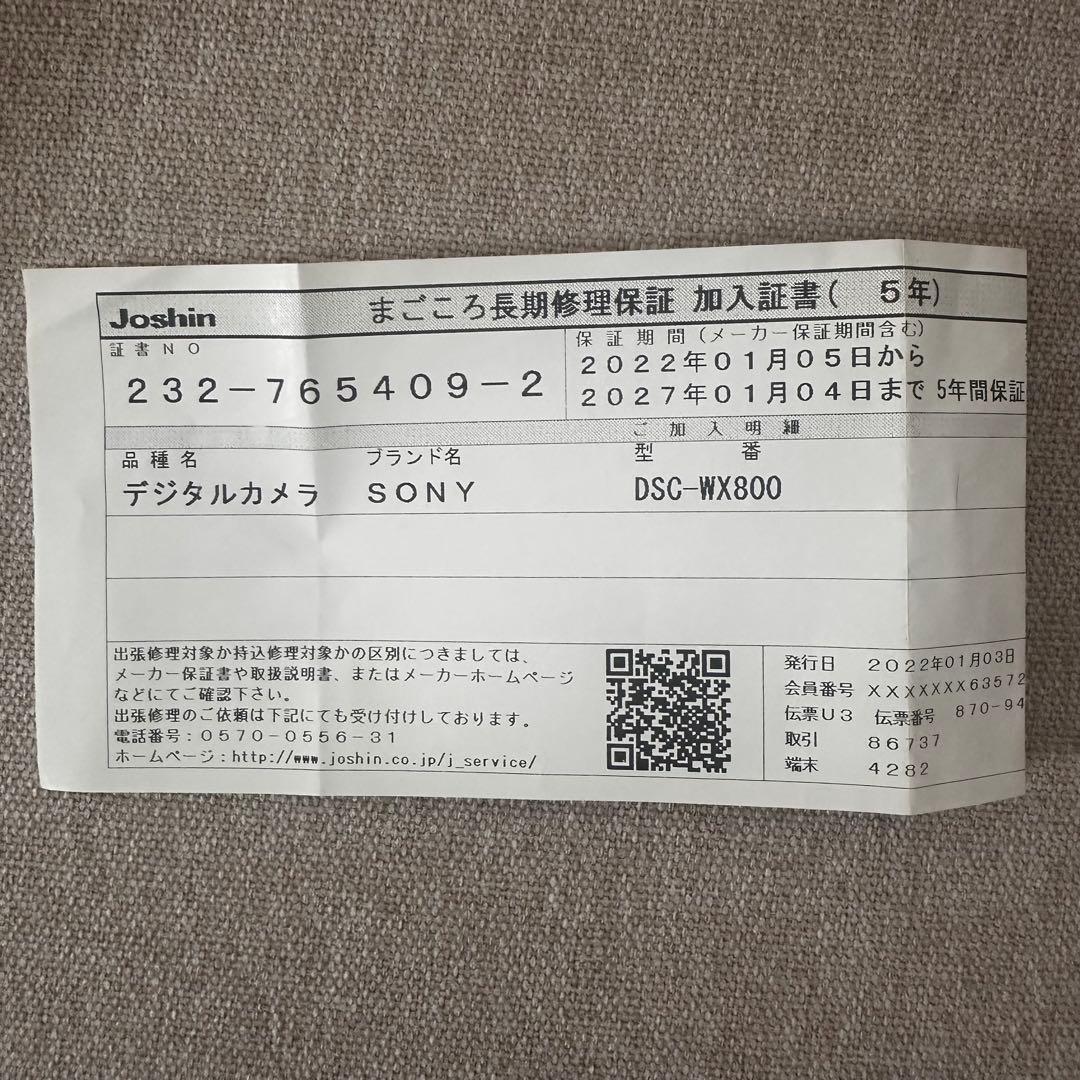 Joshin まごころ長期修理保証 加入証書( 5年)
証書NO
232-765409-2
保証期間(メーカー保証期間含む)
2022年01月05日から
2027年01月04日まで 5年間保証
ご加入明細
品種名 ブランド名 型番
デジタルカメラ SONY DSC-WX800
出張修理対象か持込修理対象かの区別につきましては、
メーカー保証書や取扱説明書、またはメーカーホームページ
などにてご確認下さい。
出張修理のご依頼は下記にても受け付けしております。
電話番号:0570-0556-31
ホームページ:http://www.joshin.co.jp/j_service/
発行日 2022年01月03日
会員番号 XXXXXXX63572
伝票U3 伝票番号 870-94
取引 86737
端末 4282